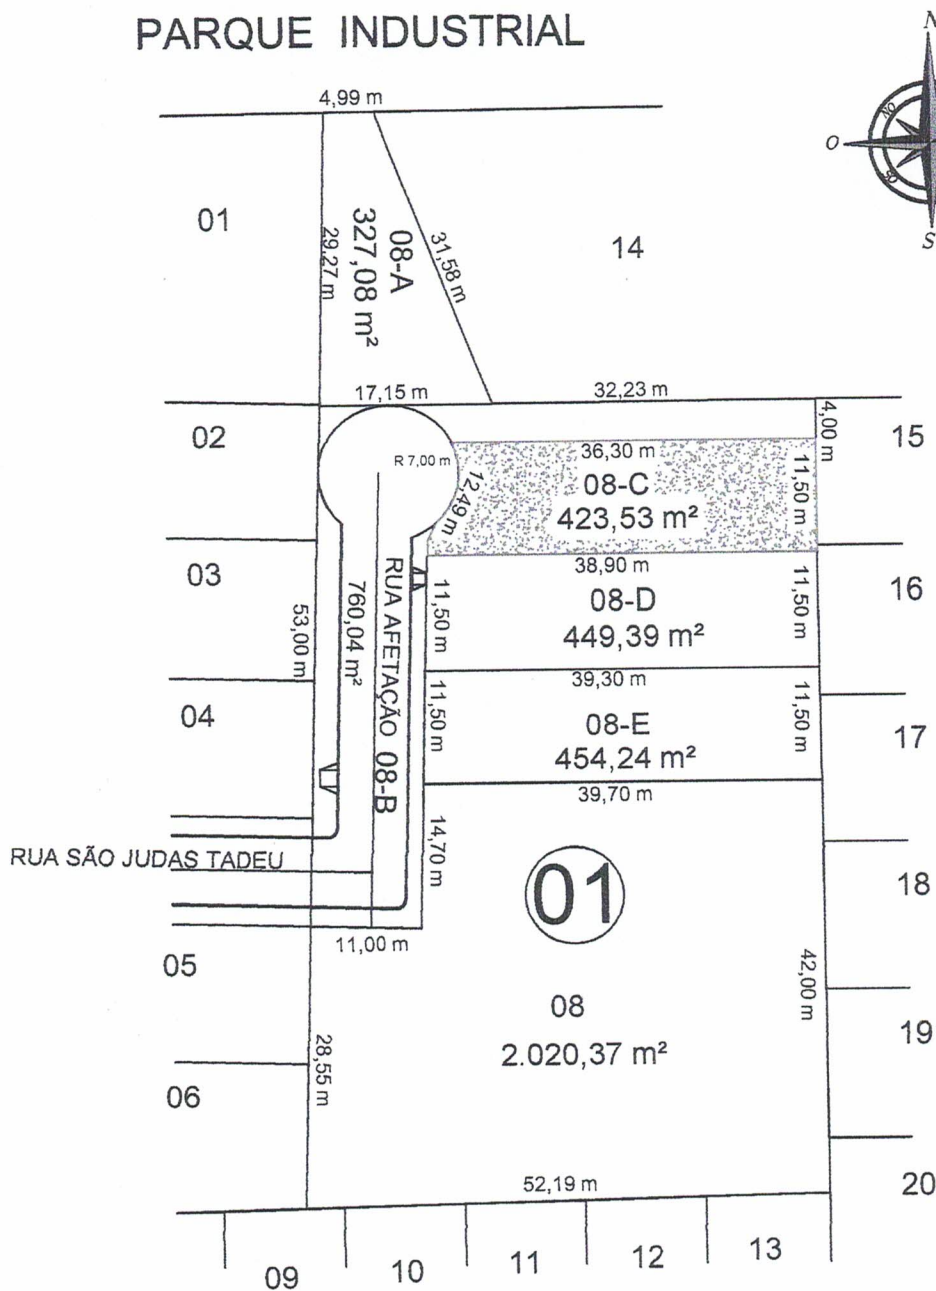 PARQUE INDUSTRIAL
N
NO
O
SO
S
4,99 m
01
29,27 m
08-A
327,08 m²
31,58 m
14
17,15 m
32,23 m
4,00 m
02
R 7,00 m
12,49 m
36,30 m
08-C
423,53 m²
11,50 m
15
03
53,00 m
760,04 m²
RUA AFETAÇÃO 08-B
11,50 m
38,90 m
08-D
449,39 m²
11,50 m
16
04
11,50 m
39,30 m
08-E
454,24 m²
11,50 m
17
39,70 m
14,70 m
RUA SÃO JUDAS TADEU
01
18
11,00 m
05
42,00 m
08
2.020,37 m²
19
28,55 m
06
52,19 m
20
09
10
11
12
13